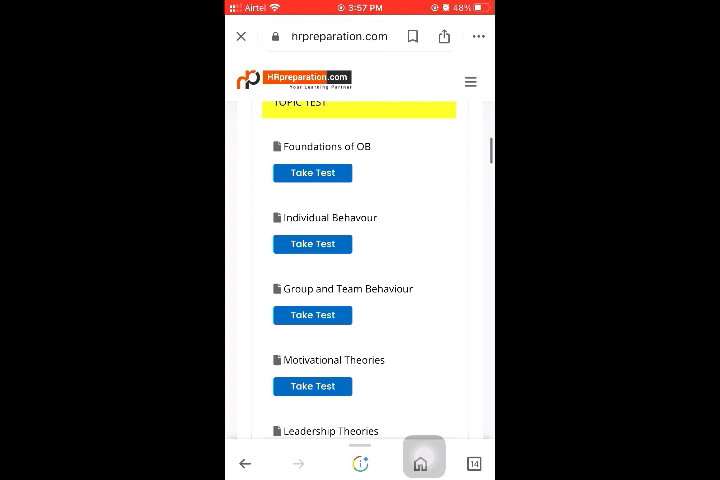 Airtel 3:57 PM 48%
hrpreparation.com
HRpreparation.com
Your Learning Partner
TOPIC TEST
Foundations of OB
Take Test
Individual Behavour
Take Test
Group and Team Behaviour
Take Test
Motivational Theories
Take Test
Leadership Theories
14